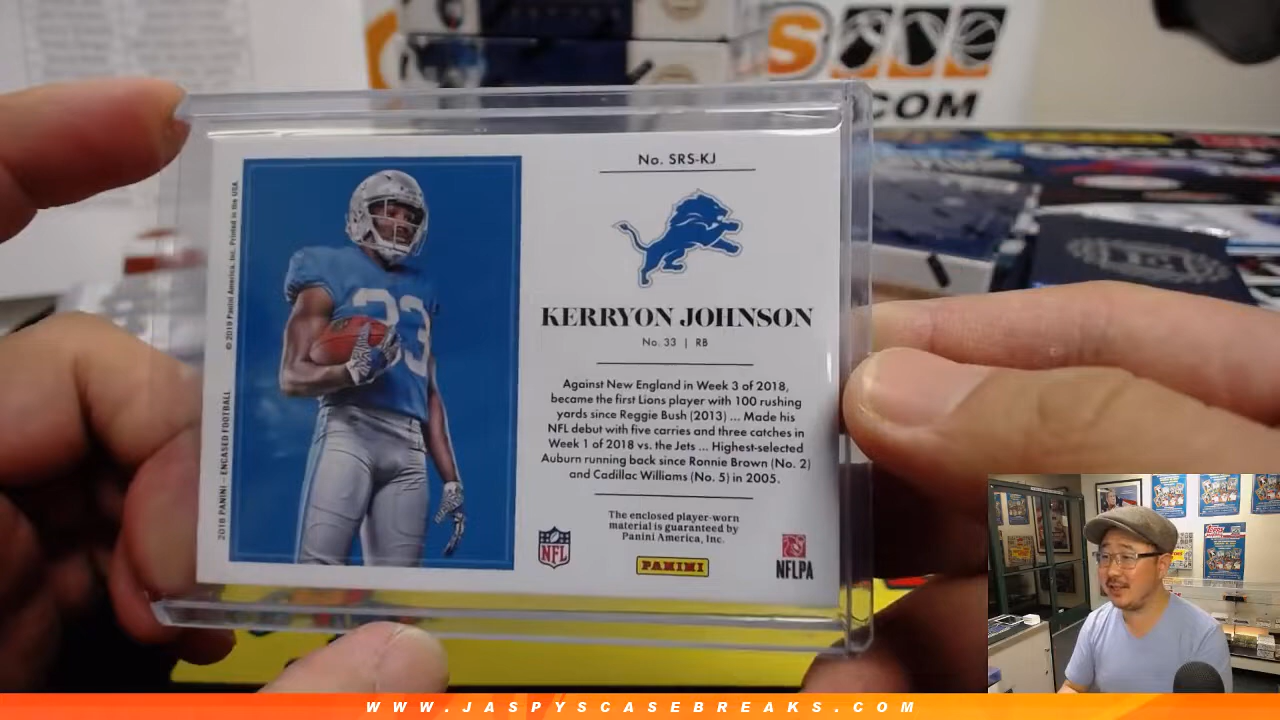 S
.COM
No. SRS-KJ
KERRYON JOHNSON
No. 33 | RB
Against New England in Week 3 of 2018,
became the first Lions player with 100 rushing
yards since Reggie Bush (2013) ... Made his
NFL debut with five carries and three catches in
Week 1 of 2018 vs. the Jets ... Highest-selected
Auburn running back since Ronnie Brown (No. 2)
and Cadillac Williams (No. 5) in 2005.
The enclosed player-worn
material is guaranteed by
Panini America, Inc.
NFL
PANINI
NFLPA
33
© 2019 Panini America, Inc. Printed in the USA
2018 PANINI – ENCASED FOOTBALL
E
Topps
WWW.JASPYSCASEBREAKS.COM